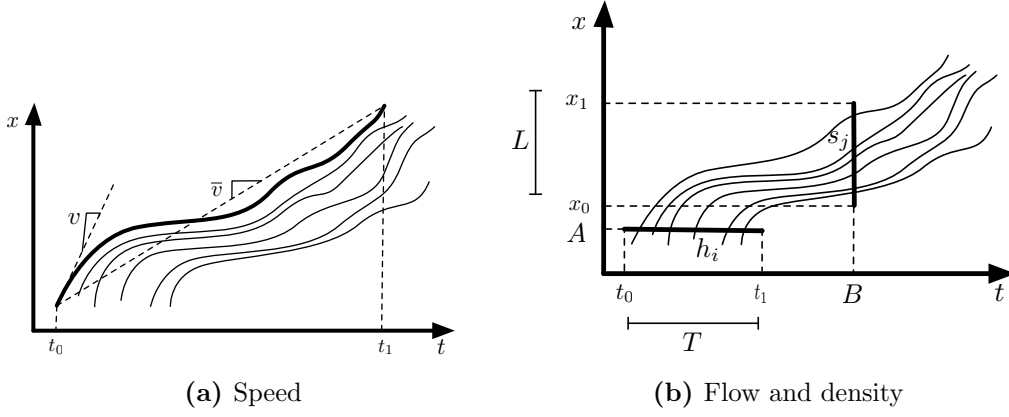 x
v
v̅
t₀
t₁
t
(a) Speed
x
x₁
L
s_j
x₀
A
h_i
t₀
t₁
B
t
T
(b) Flow and density